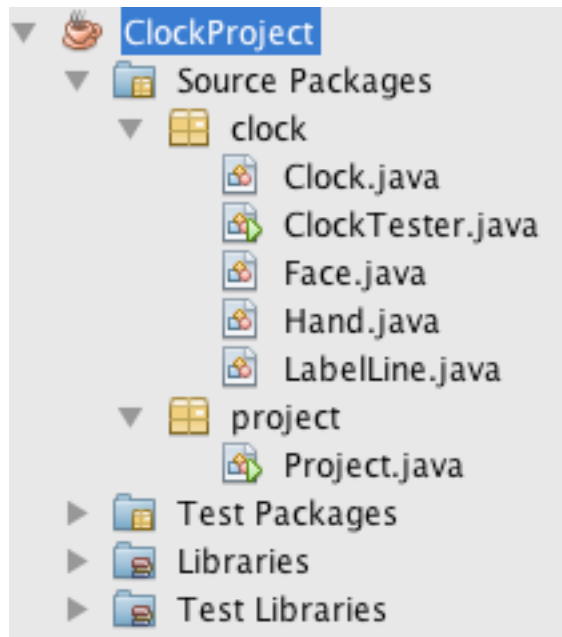 ClockProject
Source Packages
clock
Clock.java
ClockTester.java
Face.java
Hand.java
LabelLine.java
project
Project.java
Test Packages
Libraries
Test Libraries